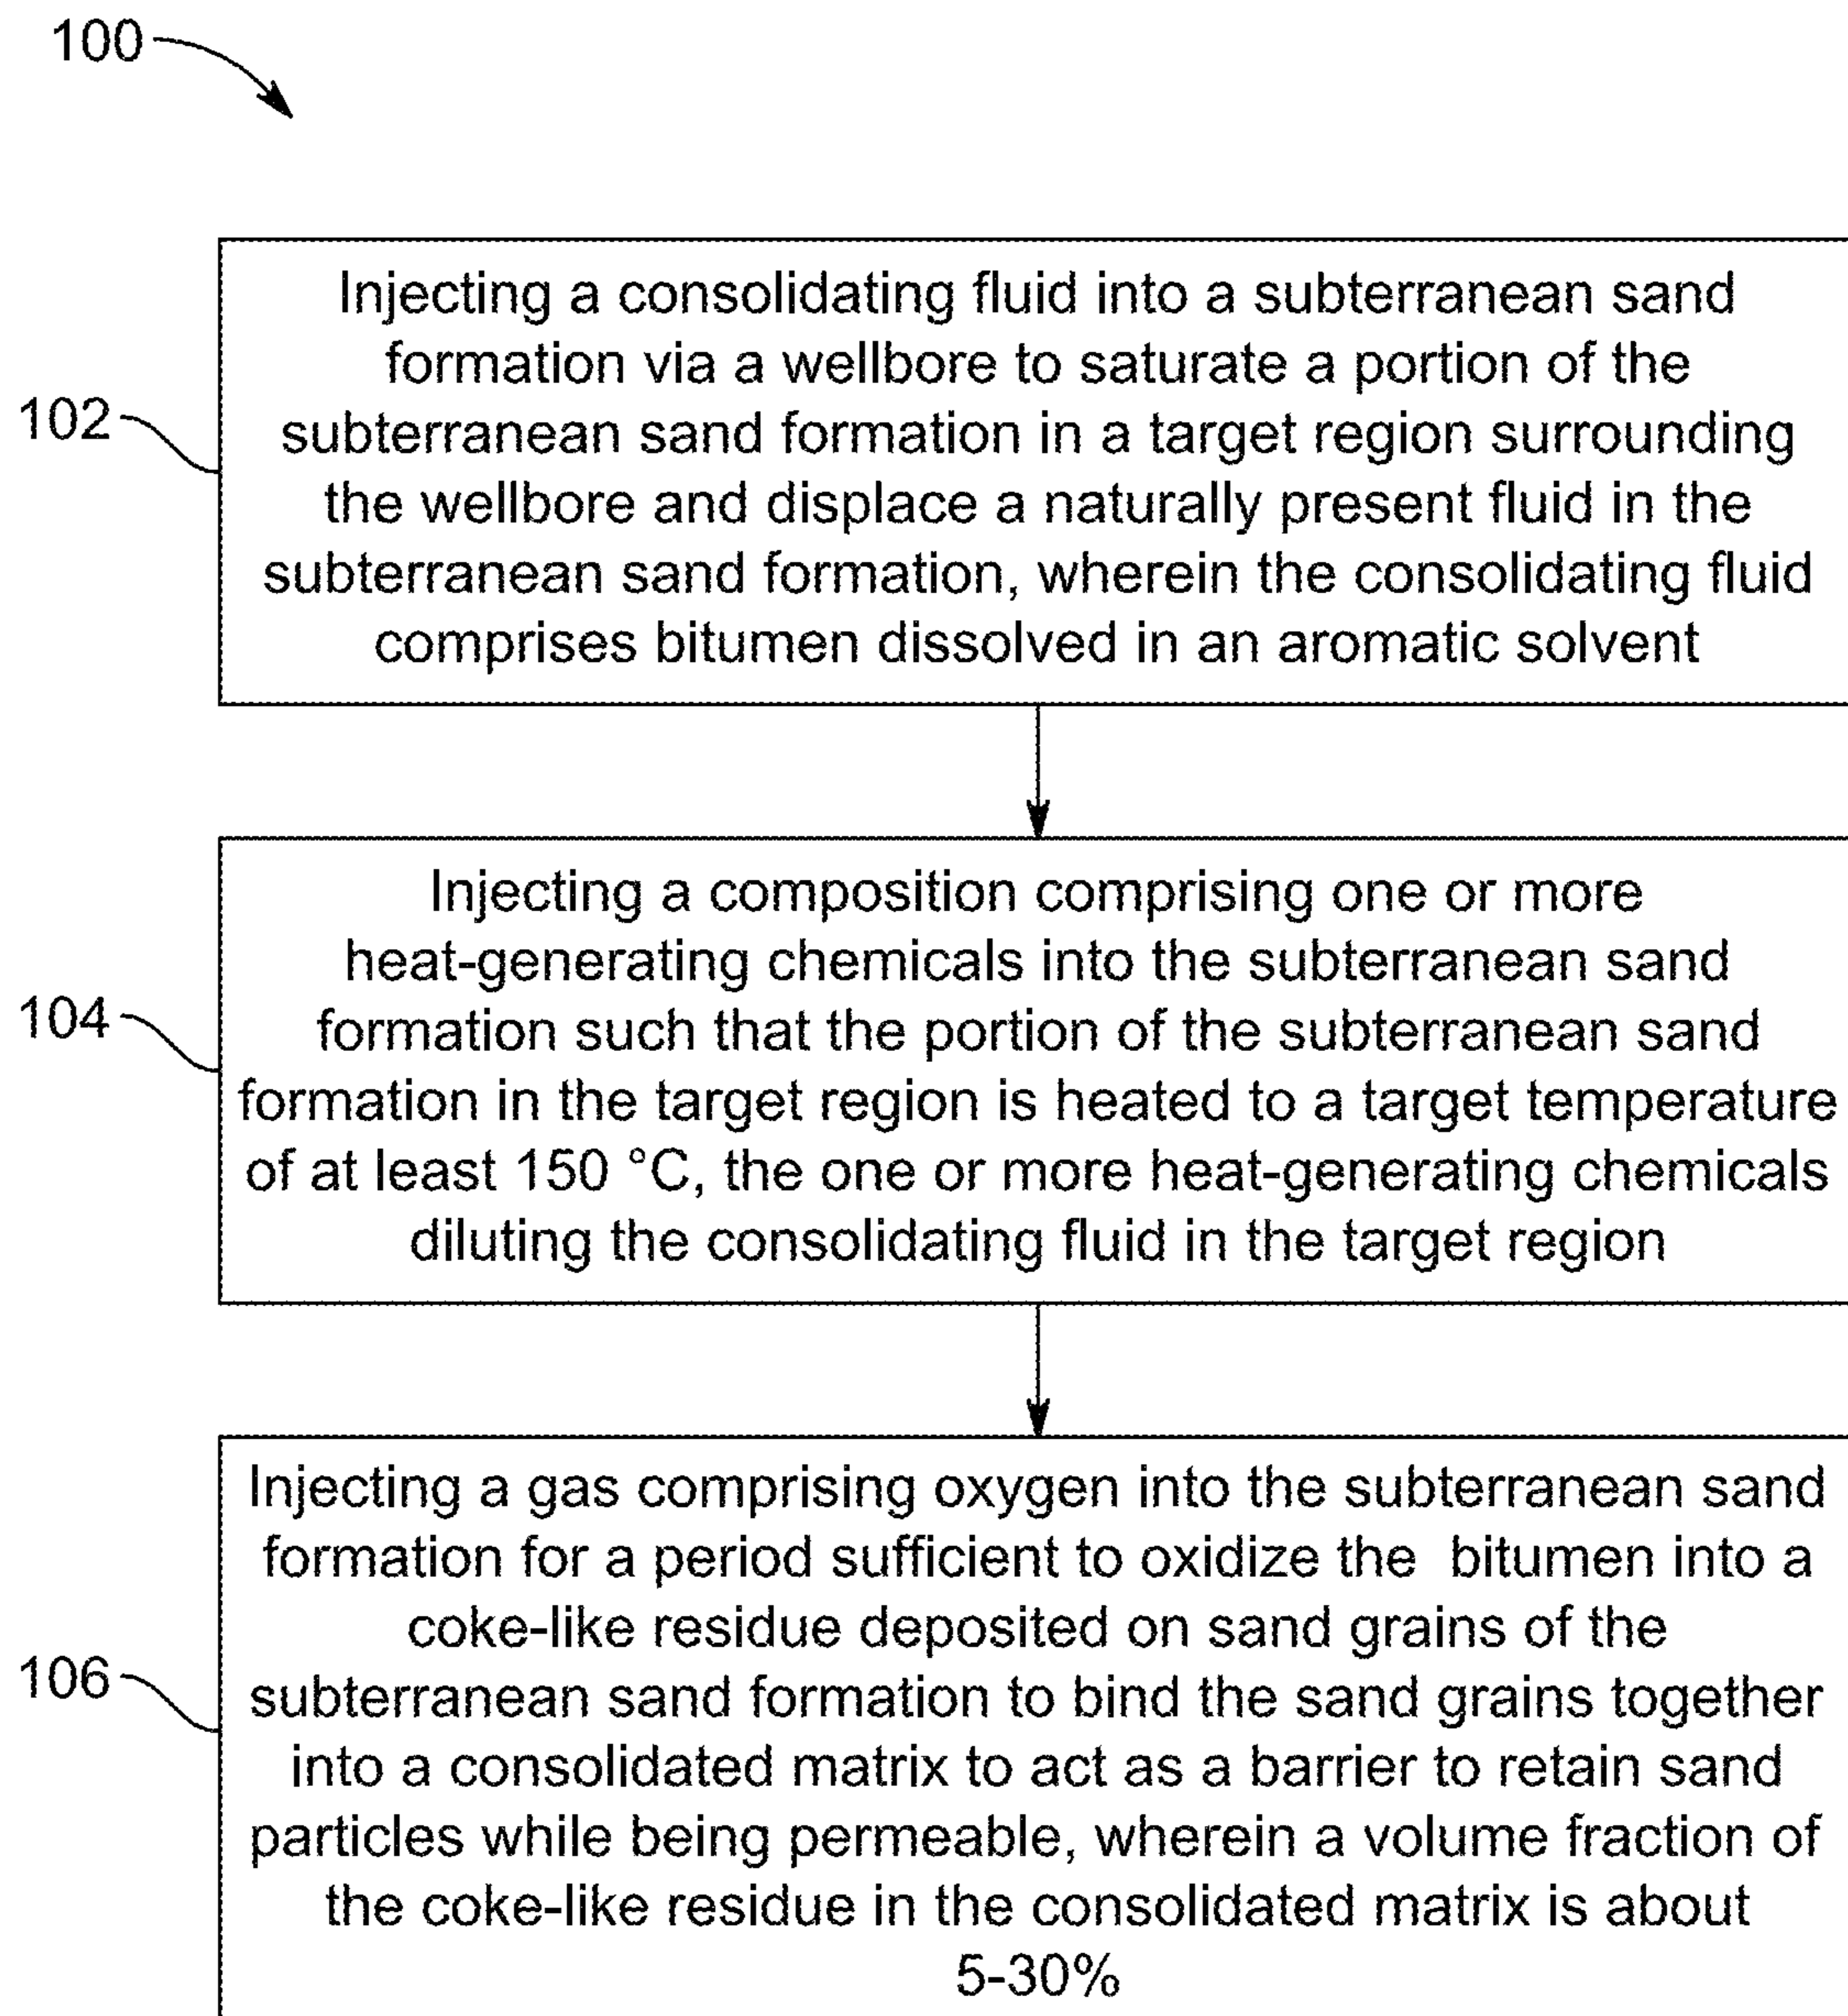 100
Injecting a consolidating fluid into a subterranean sand
formation via a wellbore to saturate a portion of the
102
subterranean sand formation in a target region surrounding
the wellbore and displace a naturally present fluid in the
subterranean sand formation, wherein the consolidating fluid
comprises bitumen dissolved in an aromatic solvent
Injecting a composition comprising one or more
heat-generating chemicals into the subterranean sand
104
formation such that the portion of the subterranean sand
formation in the target region is heated to a target temperature
of at least 150 °C, the one or more heat-generating chemicals
diluting the consolidating fluid in the target region
Injecting a gas comprising oxygen into the subterranean sand
formation for a period sufficient to oxidize the bitumen into a
coke-like residue deposited on sand grains of the
106
subterranean sand formation to bind the sand grains together
into a consolidated matrix to act as a barrier to retain sand
particles while being permeable, wherein a volume fraction of
the coke-like residue in the consolidated matrix is about
5-30%